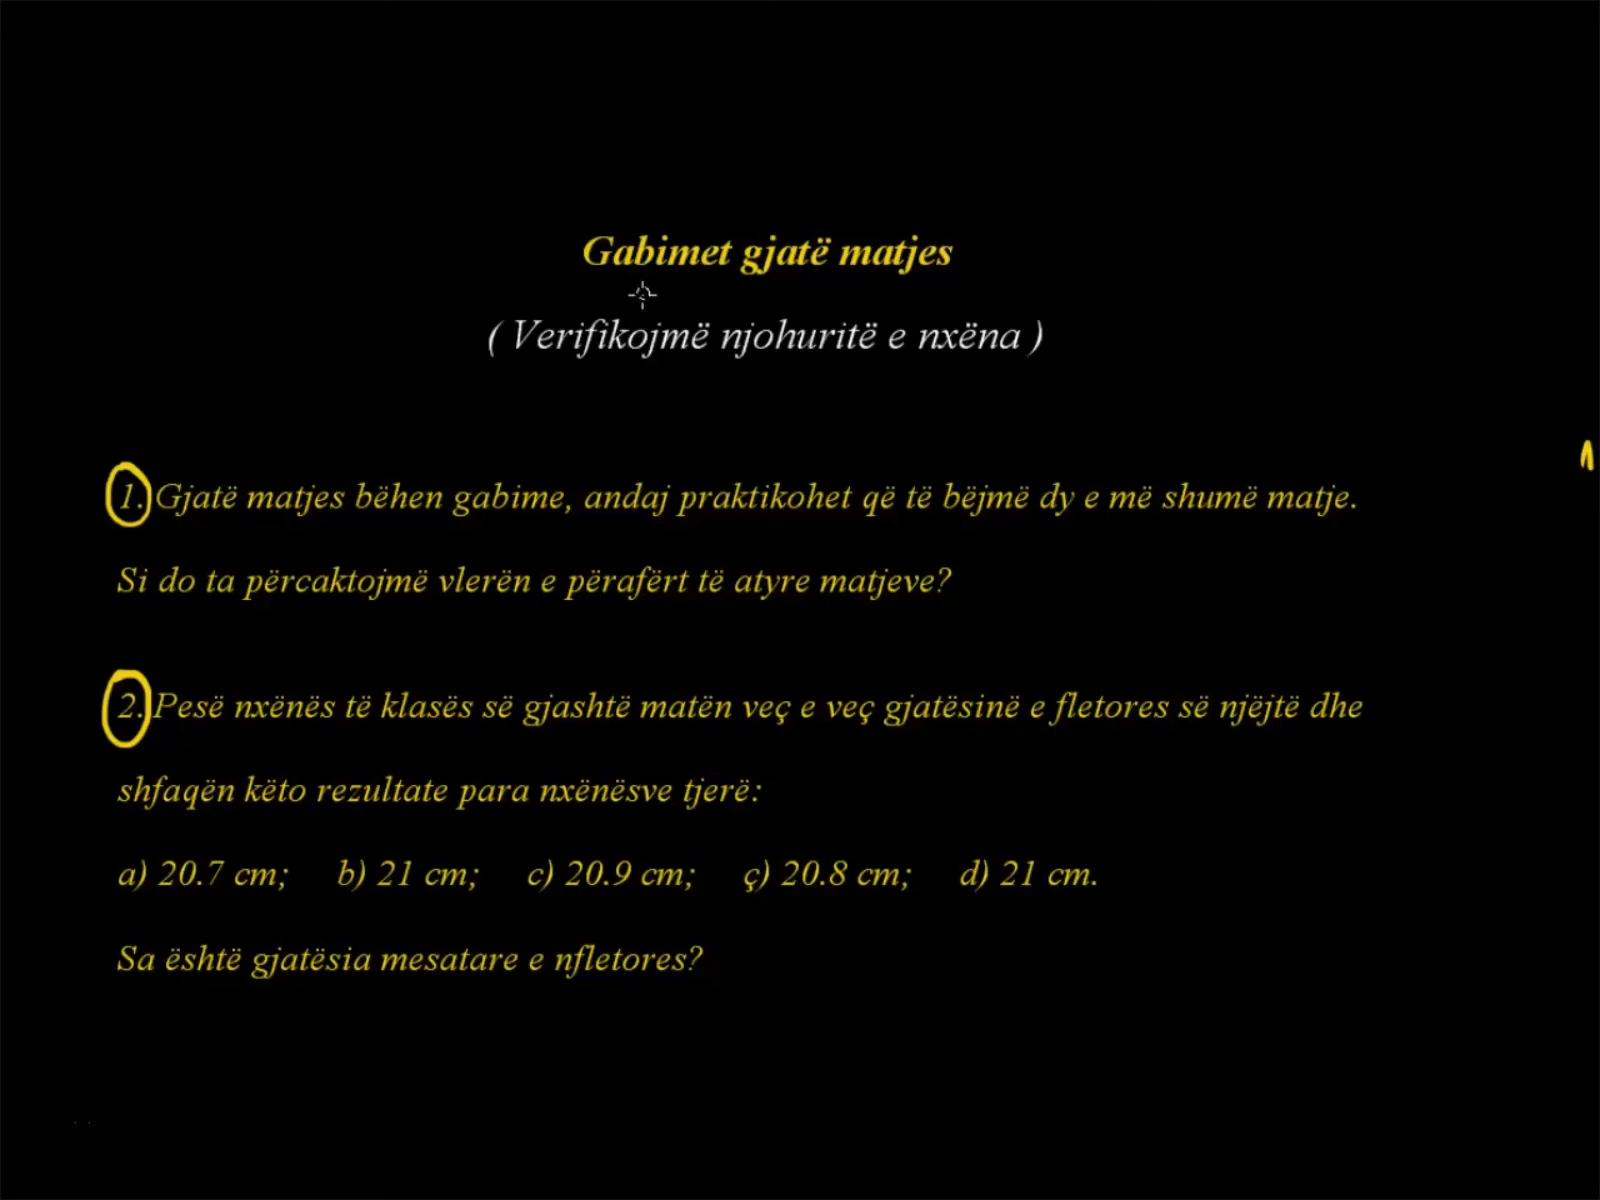 Gabimet gjatë matjes
( Verifikojmë njohuritë e nxëna )
1. Gjatë matjes bëhen gabime, andaj praktikohet që të bëjmë dy e më shumë matje.
Si do ta përcaktojmë vlerën e përafërt të atyre matjeve?
2. Pesë nxënës të klasës së gjashtë matën veç e veç gjatësinë e fletores së njëjtë dhe
shfaqën këto rezultate para nxënësve tjerë:
a) 20.7 cm; b) 21 cm; c) 20.9 cm; ç) 20.8 cm; d) 21 cm.
Sa është gjatësia mesatare e nfletores?